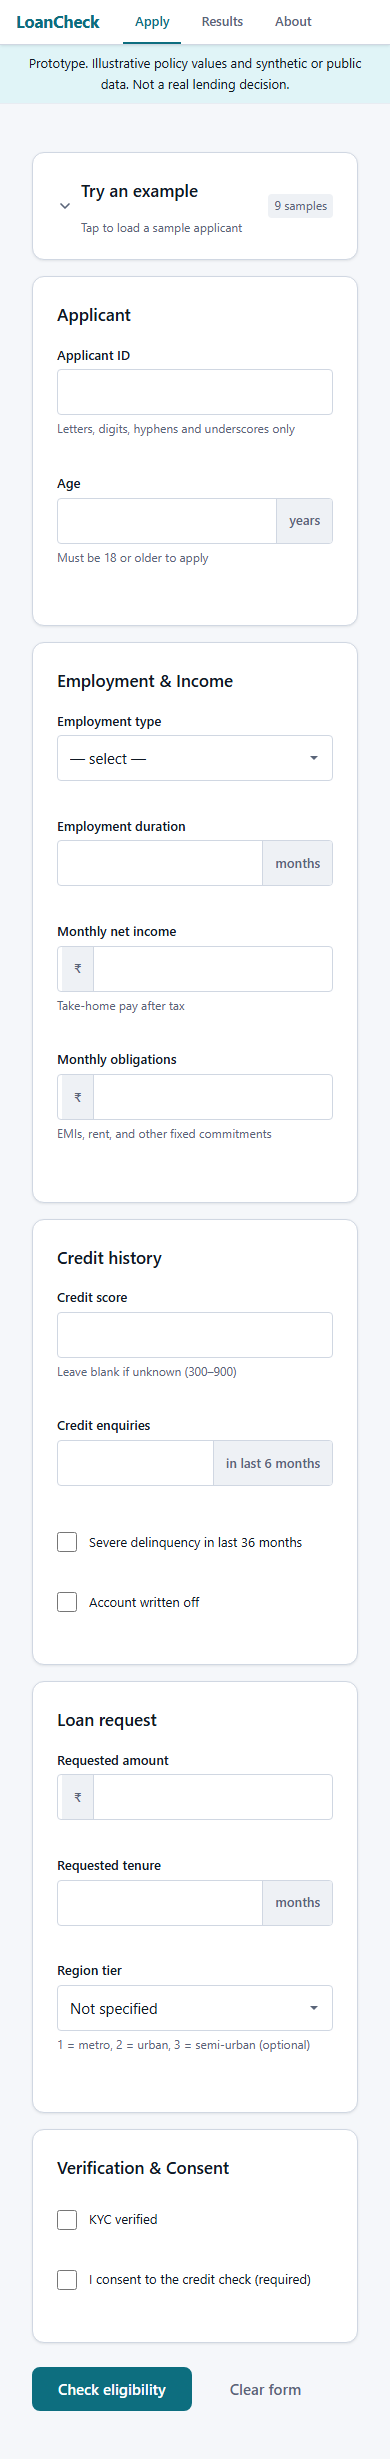 LoanCheck Apply Results About
Prototype. Illustrative policy values and synthetic or public
data. Not a real lending decision.
Try an example
9 samples
Tap to load a sample applicant
Applicant
Applicant ID
Letters, digits, hyphens and underscores only
Age
years
Must be 18 or older to apply
Employment & Income
Employment type
— select —
Employment duration
months
Monthly net income
₹
Take-home pay after tax
Monthly obligations
₹
EMIs, rent, and other fixed commitments
Credit history
Credit score
Leave blank if unknown (300–900)
Credit enquiries
in last 6 months
Severe delinquency in last 36 months
Account written off
Loan request
Requested amount
₹
Requested tenure
months
Region tier
Not specified
1 = metro, 2 = urban, 3 = semi-urban (optional)
Verification & Consent
KYC verified
I consent to the credit check (required)
Check eligibility Clear form